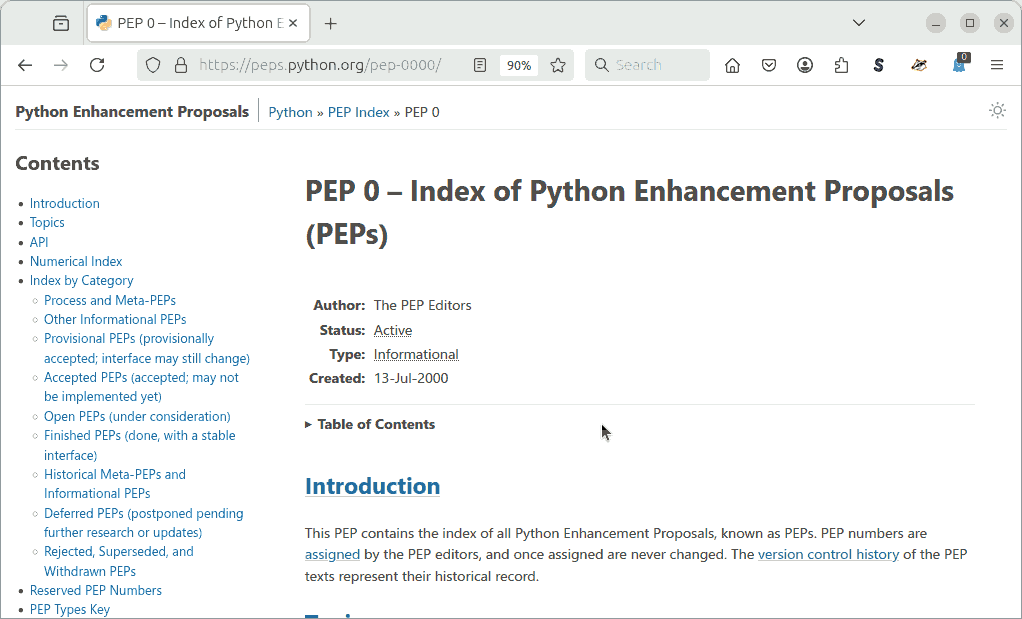 PEP 0 – Index of Python E
https://peps.python.org/pep-0000/
90%
Search
0
Python Enhancement Proposals
Python » PEP Index » PEP 0
Contents
Introduction
Topics
API
Numerical Index
Index by Category
Process and Meta-PEPs
Other Informational PEPs
Provisional PEPs (provisionally
accepted; interface may still change)
Accepted PEPs (accepted; may not
be implemented yet)
Open PEPs (under consideration)
Finished PEPs (done, with a stable
interface)
Historical Meta-PEPs and
Informational PEPs
Deferred PEPs (postponed pending
further research or updates)
Rejected, Superseded, and
Withdrawn PEPs
Reserved PEP Numbers
PEP Types Key
PEP 0 – Index of Python Enhancement Proposals
(PEPs)
Author: The PEP Editors
Status: Active
Type: Informational
Created: 13-Jul-2000
Table of Contents
Introduction
This PEP contains the index of all Python Enhancement Proposals, known as PEPs. PEP numbers are
assigned by the PEP editors, and once assigned are never changed. The version control history of the PEP
texts represent their historical record.